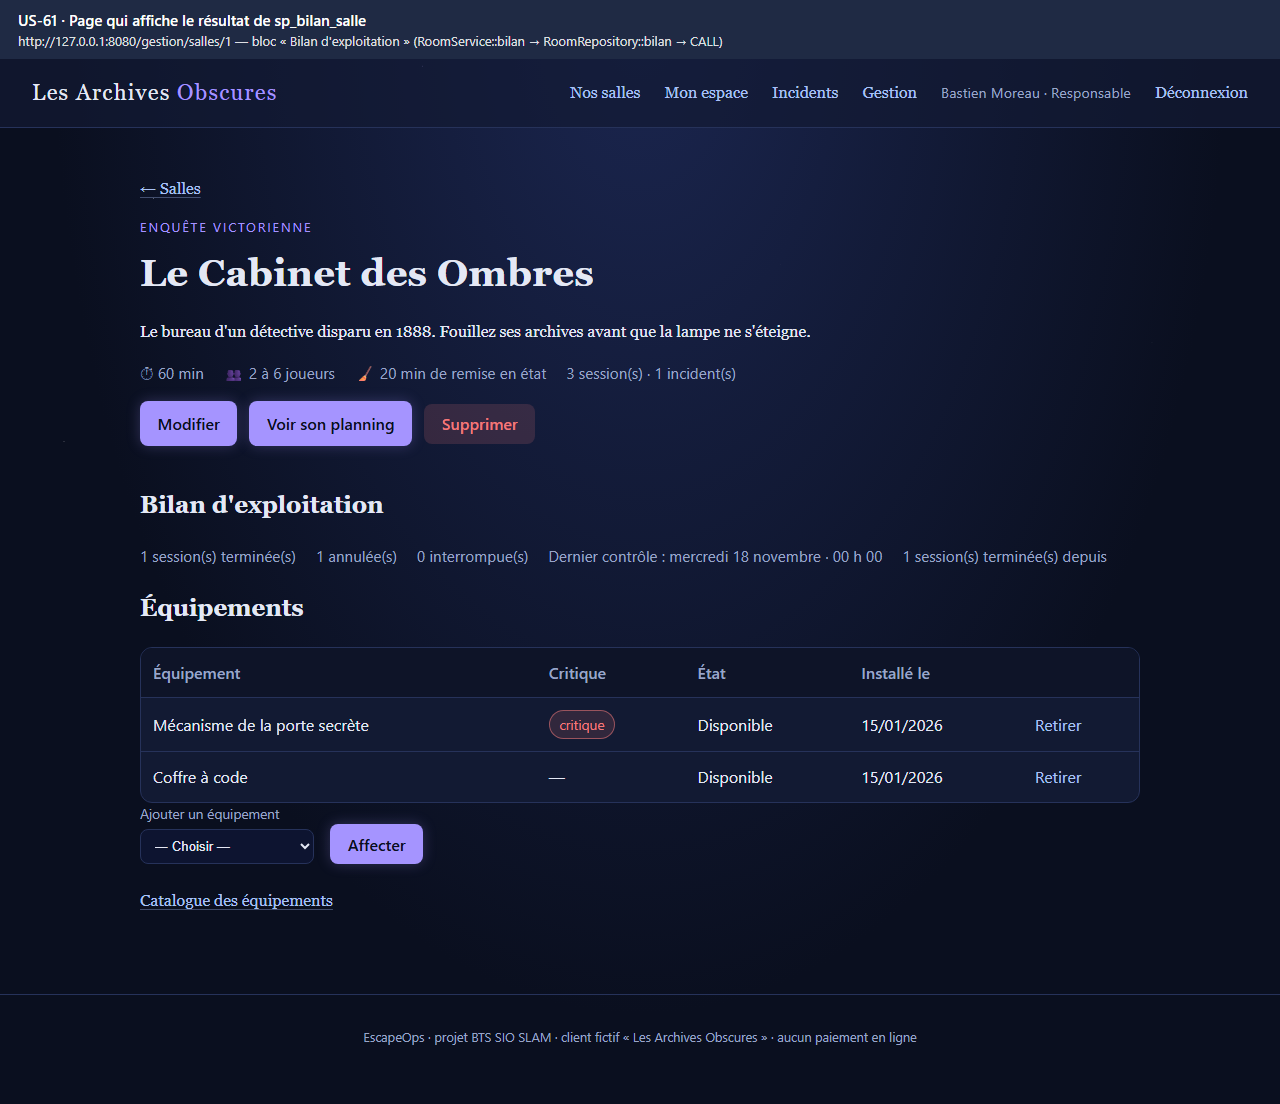 US-61 · Page qui affiche le résultat de sp_bilan_salle
http://127.0.0.1:8080/gestion/salles/1 — bloc « Bilan d'exploitation » (RoomService::bilan → RoomRepository::bilan → CALL)
Les Archives Obscures Nos salles Mon espace Incidents Gestion Bastien Moreau · Responsable Déconnexion
← Salles
ENQUÊTE VICTORIENNE
Le Cabinet des Ombres
Le bureau d'un détective disparu en 1888. Fouillez ses archives avant que la lampe ne s'éteigne.
60 min 2 à 6 joueurs 20 min de remise en état 3 session(s) · 1 incident(s)
Modifier Voir son planning Supprimer
Bilan d'exploitation
1 session(s) terminée(s) 1 annulée(s) 0 interrompue(s) Dernier contrôle : mercredi 18 novembre · 00 h 00 1 session(s) terminée(s) depuis
Équipements
Équipement Critique État Installé le
Mécanisme de la porte secrète critique Disponible 15/01/2026 Retirer
Coffre à code — Disponible 15/01/2026 Retirer
Ajouter un équipement
— Choisir — Affecter
Catalogue des équipements
EscapeOps · projet BTS SIO SLAM · client fictif « Les Archives Obscures » · aucun paiement en ligne